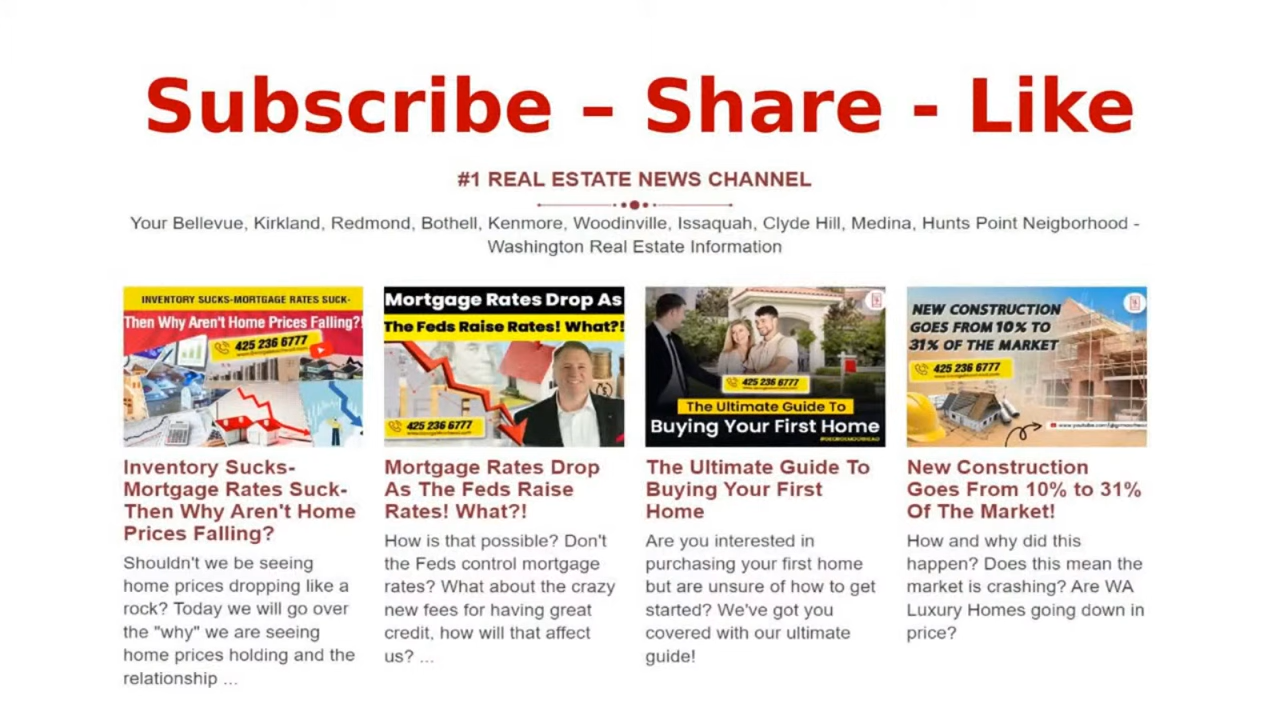 Subscribe – Share - Like
#1 REAL ESTATE NEWS CHANNEL
Your Bellevue, Kirkland, Redmond, Bothell, Kenmore, Woodinville, Issaquah, Clyde Hill, Medina, Hunts Point Neigborhood -
Washington Real Estate Information
INVENTORY SUCKS-MORTGAGE RATES SUCK-
Then Why Aren't Home Prices Falling?!
425 236 6777
Inventory Sucks-
Mortgage Rates Suck-
Then Why Aren't Home
Prices Falling?
Shouldn't we be seeing
home prices dropping like a
rock? Today we will go over
the "why" we are seeing
home prices holding and the
relationship ...
Mortgage Rates Drop As
The Feds Raise Rates! What?!
425 236 6777
Mortgage Rates Drop
As The Feds Raise
Rates! What?!
How is that possible? Don't
the Feds control mortgage
rates? What about the crazy
new fees for having great
credit, how will that affect
us? ...
425 236 6777
The Ultimate Guide To
Buying Your First Home
#GEORGEMOORHEAD
The Ultimate Guide To
Buying Your First
Home
Are you interested in
purchasing your first home
but are unsure of how to get
started? We've got you
covered with our ultimate
guide!
NEW CONSTRUCTION
GOES FROM 10% TO
31% OF THE MARKET
425 236 6777
New Construction
Goes From 10% to 31%
Of The Market!
How and why did this
happen? Does this mean the
market is crashing? Are WA
Luxury Homes going down in
price?